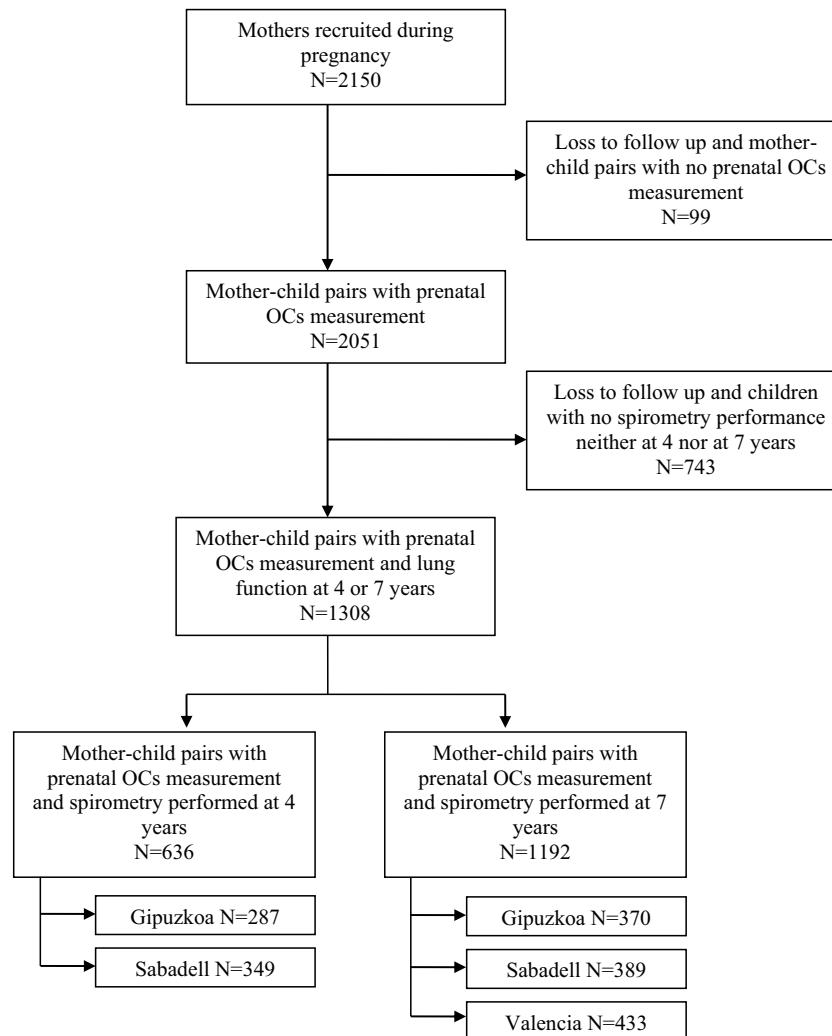 Mothers recruited during
pregnancy
N=2150
Loss to follow up and mother-
child pairs with no prenatal OCs
measurement
N=99
Mother-child pairs with prenatal
OCs measurement
N=2051
Loss to follow up and children
with no spirometry performance
neither at 4 nor at 7 years
N=743
Mother-child pairs with prenatal
OCs measurement and lung
function at 4 or 7 years
N=1308
Mother-child pairs with
prenatal OCs measurement
and spirometry performed at 4
years
N=636
Mother-child pairs with
prenatal OCs measurement
and spirometry performed at 7
years
N=1192
Gipuzkoa N=287
Sabadell N=349
Gipuzkoa N=370
Sabadell N=389
Valencia N=433